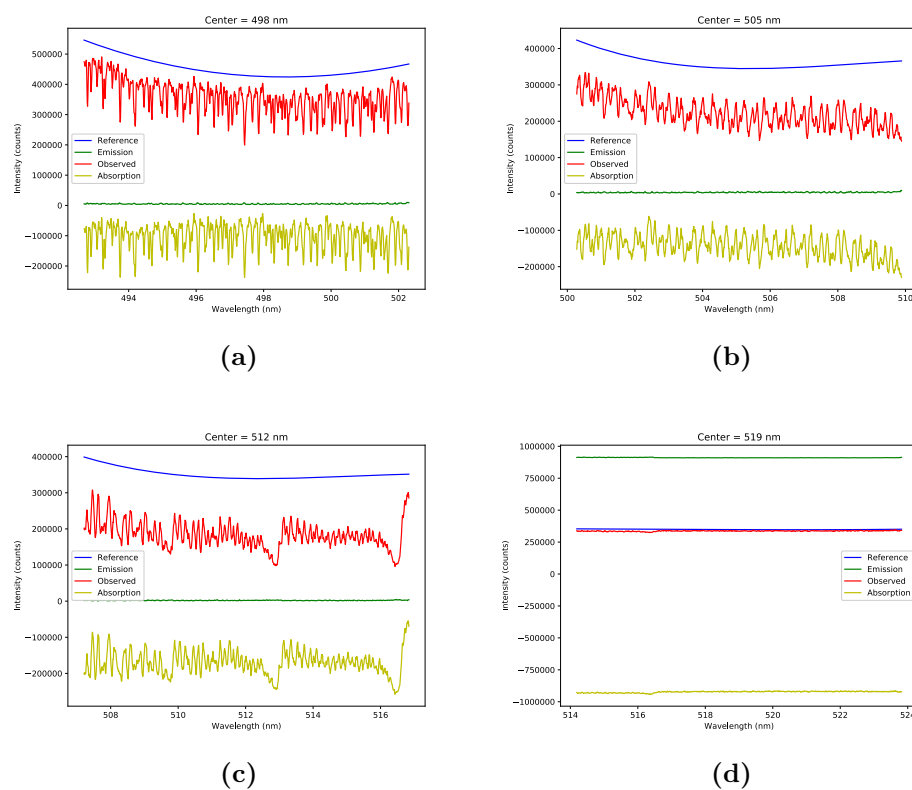 Center = 498 nm
Intensity (counts)
500000
400000
300000
200000
100000
0
−100000
−200000
Reference
Emission
Observed
Absorption
494 496 498 500 502
Wavelength (nm)
(a)
Center = 505 nm
Intensity (counts)
400000
300000
200000
100000
0
−100000
−200000
Reference
Emission
Observed
Absorption
500 502 504 506 508 510
Wavelength (nm)
(b)
Center = 512 nm
Intensity (counts)
400000
300000
200000
100000
0
−100000
−200000
Reference
Emission
Observed
Absorption
508 510 512 514 516
Wavelength (nm)
(c)
Center = 519 nm
Intensity (counts)
1000000
750000
500000
250000
0
−250000
−500000
−750000
−1000000
Reference
Emission
Observed
Absorption
514 516 518 520 522 524
Wavelength (nm)
(d)